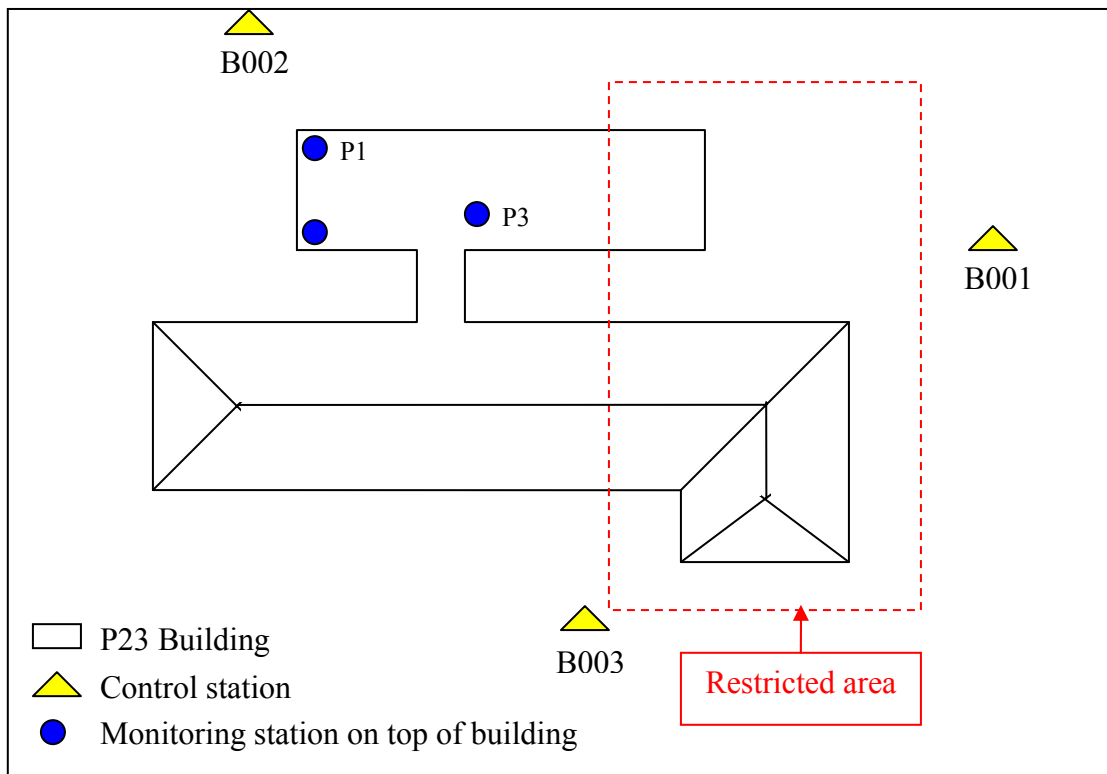 B002
P1
P3
B001
B003
Restricted area
P23 Building
Control station
Monitoring station on top of building